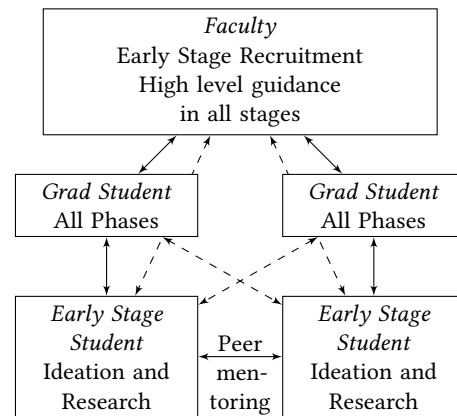 Faculty
Early Stage Recruitment
High level guidance
in all stages
Grad Student
All Phases
Grad Student
All Phases
Early Stage
Student
Ideation and
Research
Peer
men-
toring
Early Stage
Student
Ideation and
Research